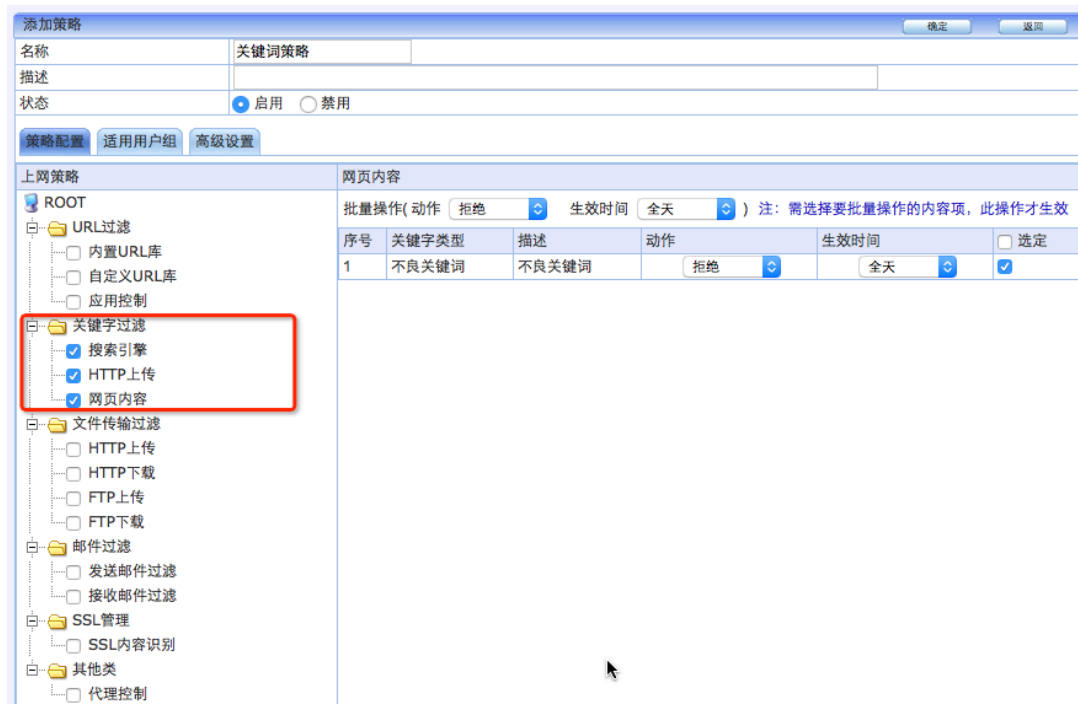 添加策略 确定 返回
名称 关键词策略
描述
状态 启用 禁用
策略配置 适用用户组 高级设置
上网策略
ROOT
URL过滤
内置URL库
自定义URL库
应用控制
关键字过滤
搜索引擎
HTTP上传
网页内容
文件传输过滤
HTTP上传
HTTP下载
FTP上传
FTP下载
邮件过滤
发送邮件过滤
接收邮件过滤
SSL管理
SSL内容识别
其他类
代理控制
网页内容
批量操作( 动作 拒绝 生效时间 全天 ) 注：需选择要批量操作的内容项，此操作才生效
序号 关键字类型 描述 动作 生效时间 选定
1 不良关键词 不良关键词 拒绝 全天